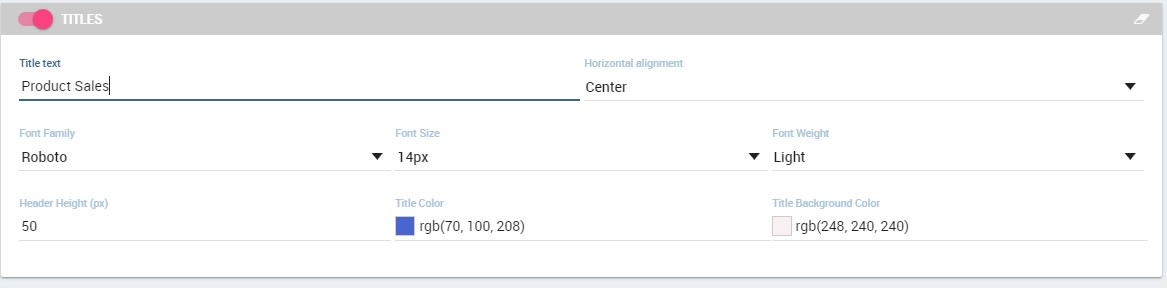 TITLES
Title text Horizontal alignment
Product Sales Center
Font Family Font Size Font Weight
Roboto 14px Light
Header Height (px) Title Color Title Background Color
50 rgb(70, 100, 208) rgb(248, 240, 240)